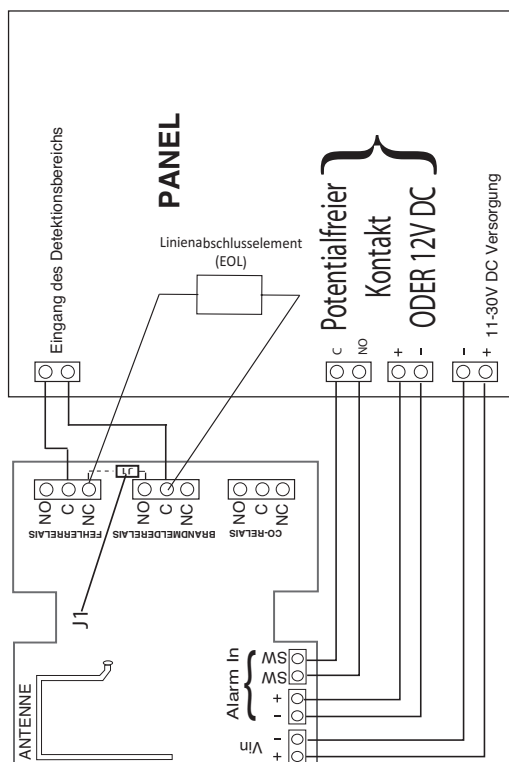 Eingang des Detektionsbereichs
PANEL
Linienabschlusselement
(EOL)
Potentialfreier
Kontakt
ODER 12V DC
11-30V DC Versorgung
C
NO
+
-
-
+
NO
C
NC
FEHLERRELAIS
J1
NO
C
NC
BRANDMELDERELAIS
NO
C
NC
CO-RELAIS
J1
ANTENNE
Alarm In
SW
SW
+
-
Vin
-
+